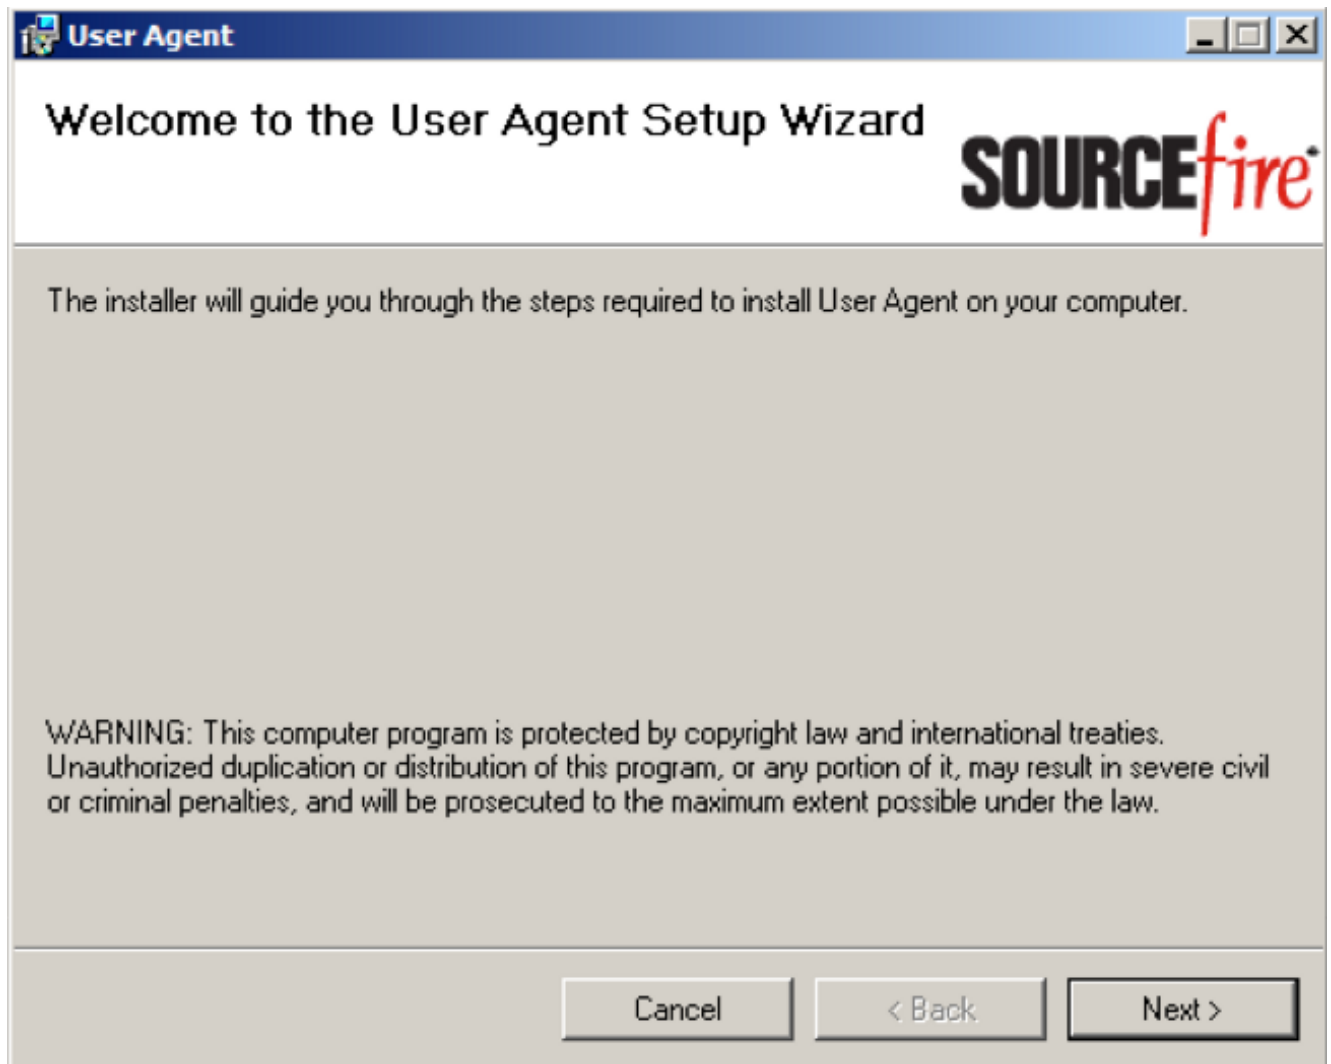 User Agent
Welcome to the User Agent Setup Wizard
SOURCEfire
The installer will guide you through the steps required to install User Agent on your computer.
WARNING: This computer program is protected by copyright law and international treaties.
Unauthorized duplication or distribution of this program, or any portion of it, may result in severe civil
or criminal penalties, and will be prosecuted to the maximum extent possible under the law.
Cancel
< Back
Next >